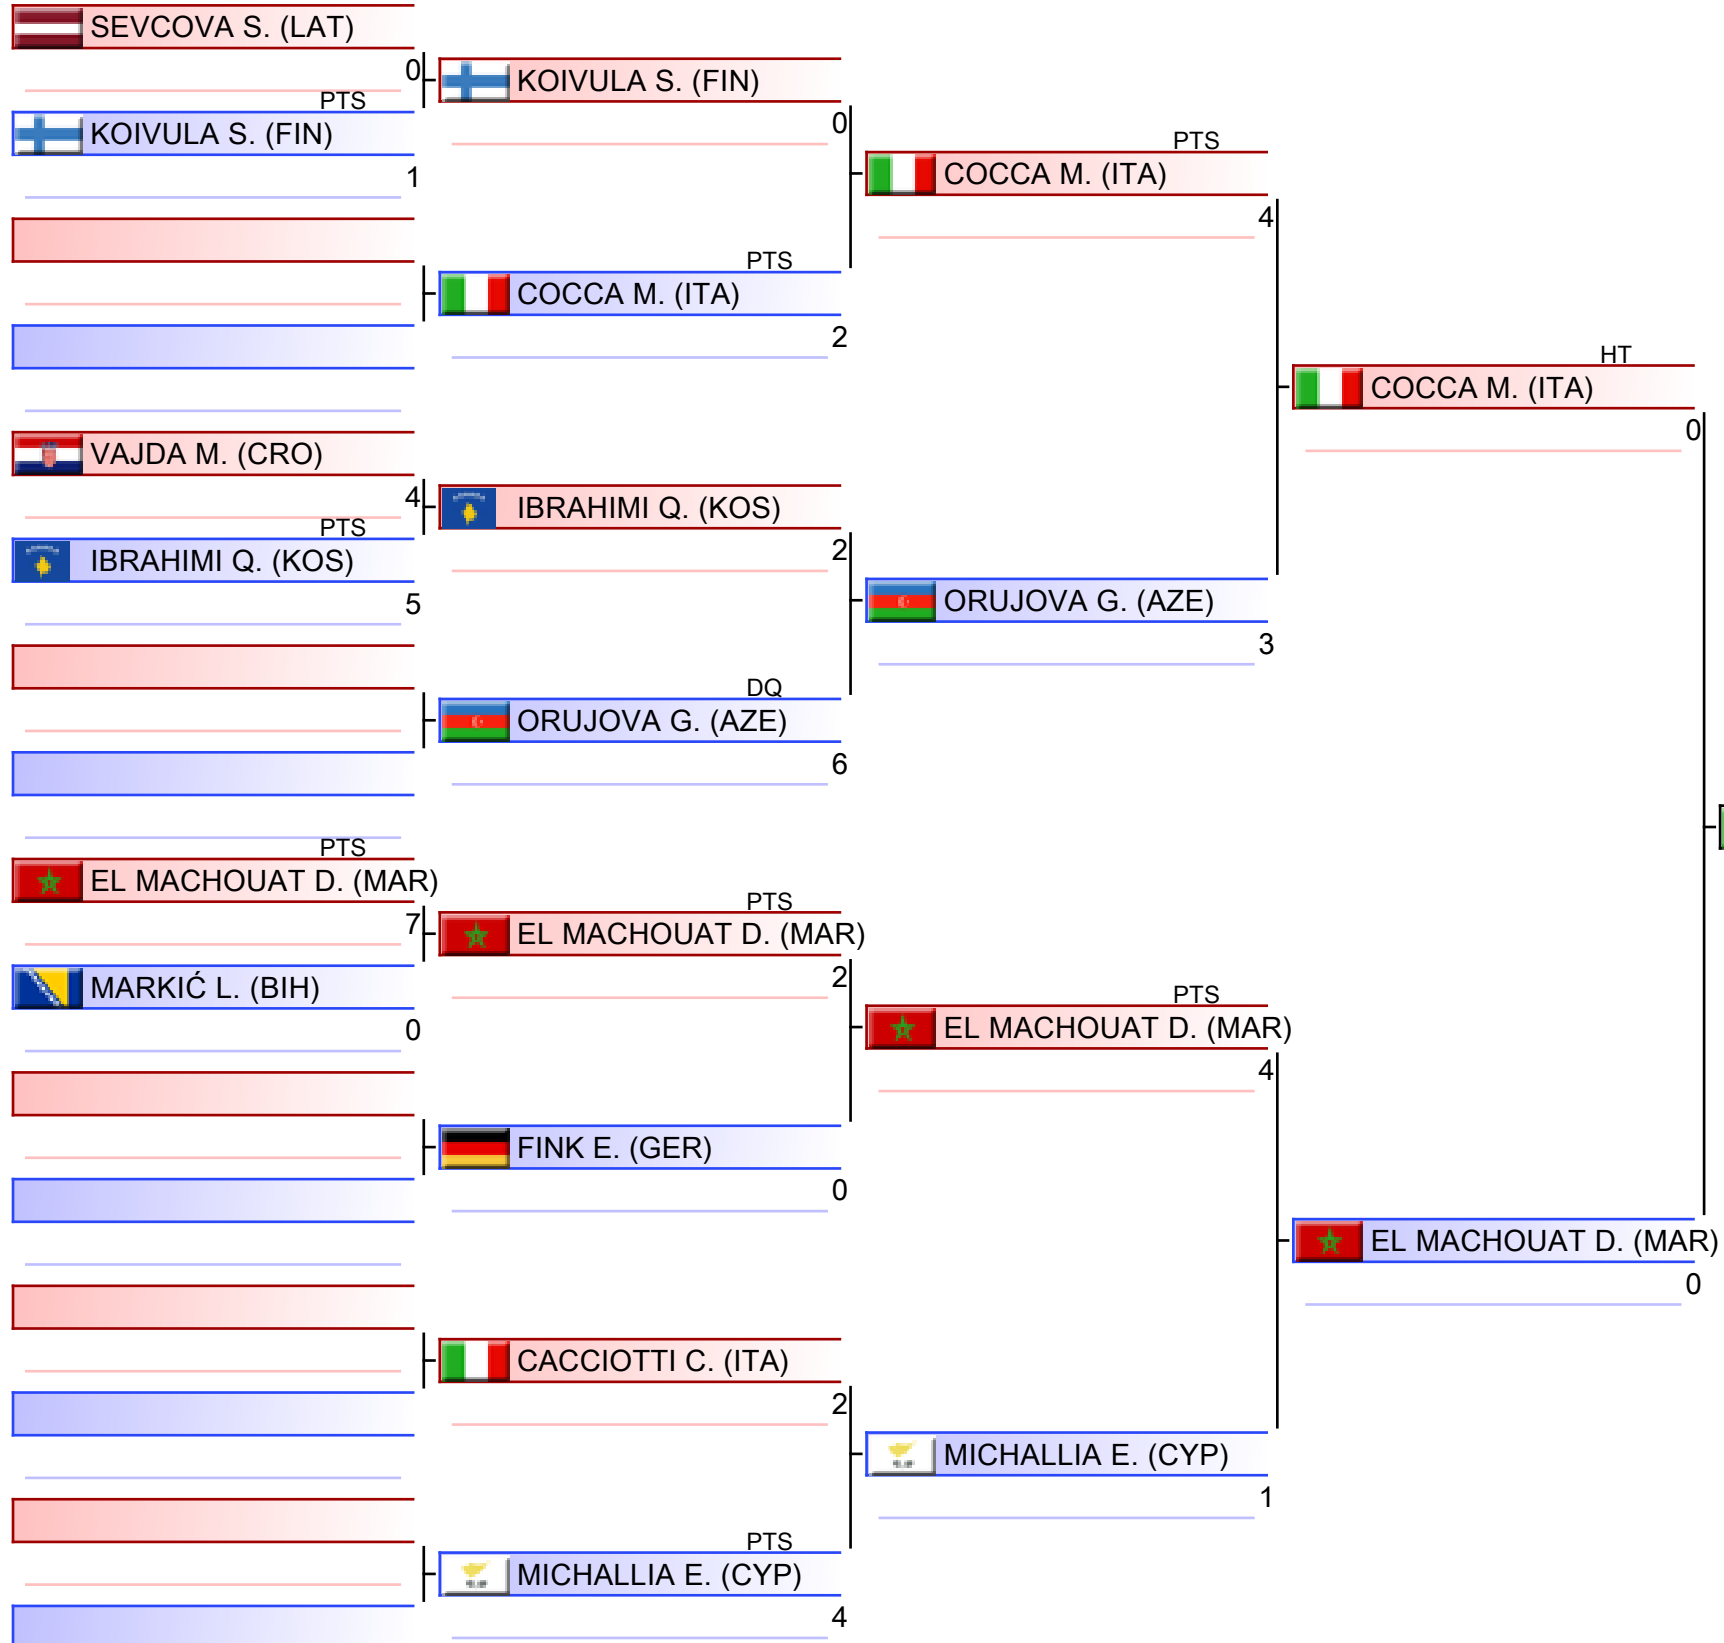 SEVCOVA S. (LAT)
0
PTS
KOIVULA S. (FIN)
1
VAJDA M. (CRO)
4
PTS
IBRAHIMI Q. (KOS)
5
PTS
EL MACHOUAT D. (MAR)
7
MARKIĆ L. (BIH)
0
KOIVULA S. (FIN)
0
PTS
COCCA M. (ITA)
2
IBRAHIMI Q. (KOS)
2
DQ
ORUJOVA G. (AZE)
6
PTS
EL MACHOUAT D. (MAR)
2
FINK E. (GER)
0
CACCIOTTI C. (ITA)
2
PTS
MICHALLIA E. (CYP)
4
PTS
COCCA M. (ITA)
4
ORUJOVA G. (AZE)
3
PTS
EL MACHOUAT D. (MAR)
4
MICHALLIA E. (CYP)
1
HT
COCCA M. (ITA)
0
EL MACHOUAT D. (MAR)
0